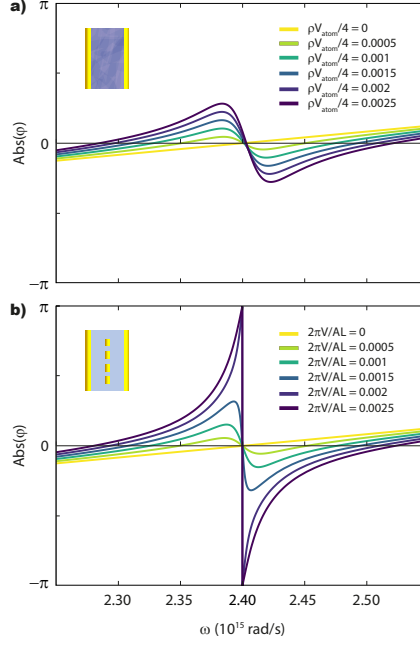 a)
π
Abs(φ)
0
−π
ρV_atom/4 = 0
ρV_atom/4 = 0.0005
ρV_atom/4 = 0.001
ρV_atom/4 = 0.0015
ρV_atom/4 = 0.002
ρV_atom/4 = 0.0025
b)
π
Abs(φ)
0
−π
2πV/AL = 0
2πV/AL = 0.0005
2πV/AL = 0.001
2πV/AL = 0.0015
2πV/AL = 0.002
2πV/AL = 0.0025
2.30 2.35 2.40 2.45 2.50
ω (10¹⁵ rad/s)